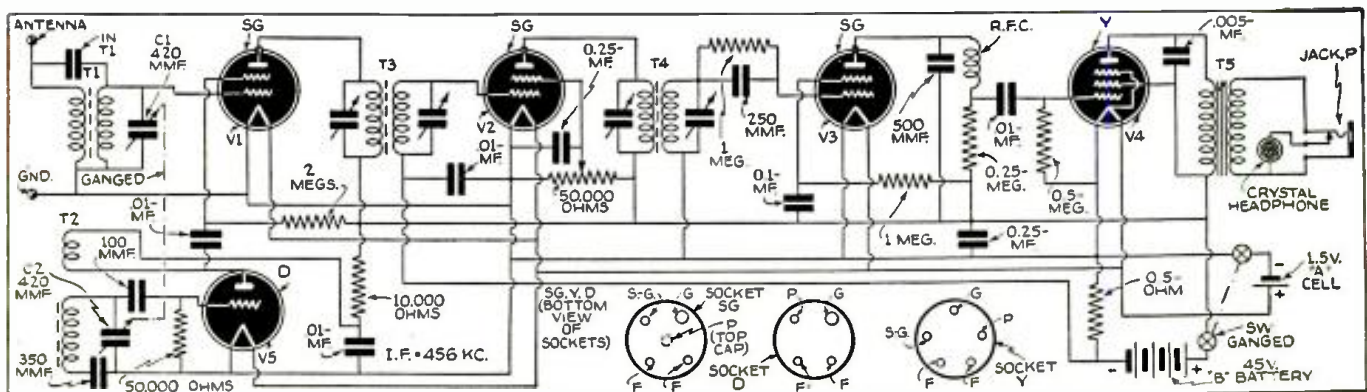 ANTENNA
IN
T1
T1
C1
420
MMF.
SG
V1
GND.
GANGED
T2
C2
420
MMF.
350
MMF.
100
MMF.
.01-
MF.
50,000 OHMS
D
V5
2
MEGS.
T3
.01-
MF.
10,000
OHMS
.01-
MF.
I.F. = 456 KC.
SG
V2
0.25-
MF.
50,000
OHMS
T4
1
MEG.
250
MMF.
0.1-
MF.
SG
V3
500
MMF.
R.F.C.
.01-
MF.
0.25-
MEG.
1 MEG.
0.25-
MF.
0.5-
MEG.
Y
V4
.005-
MF.
T5
JACK, P
CRYSTAL
HEADPHONE
0.5-
OHM
-
+
1.5 V.
"A"
CELL
SW
GANGED
-
+
45 V.
"B" BATTERY
SG, Y, D
(BOTTOM
VIEW
OF
SOCKETS)
S-G.
G
SOCKET
SG
P
(TOP
CAP)
F
F
P
G
SOCKET
D
F
F
G
S-G.
P
F
F
SOCKET
Y